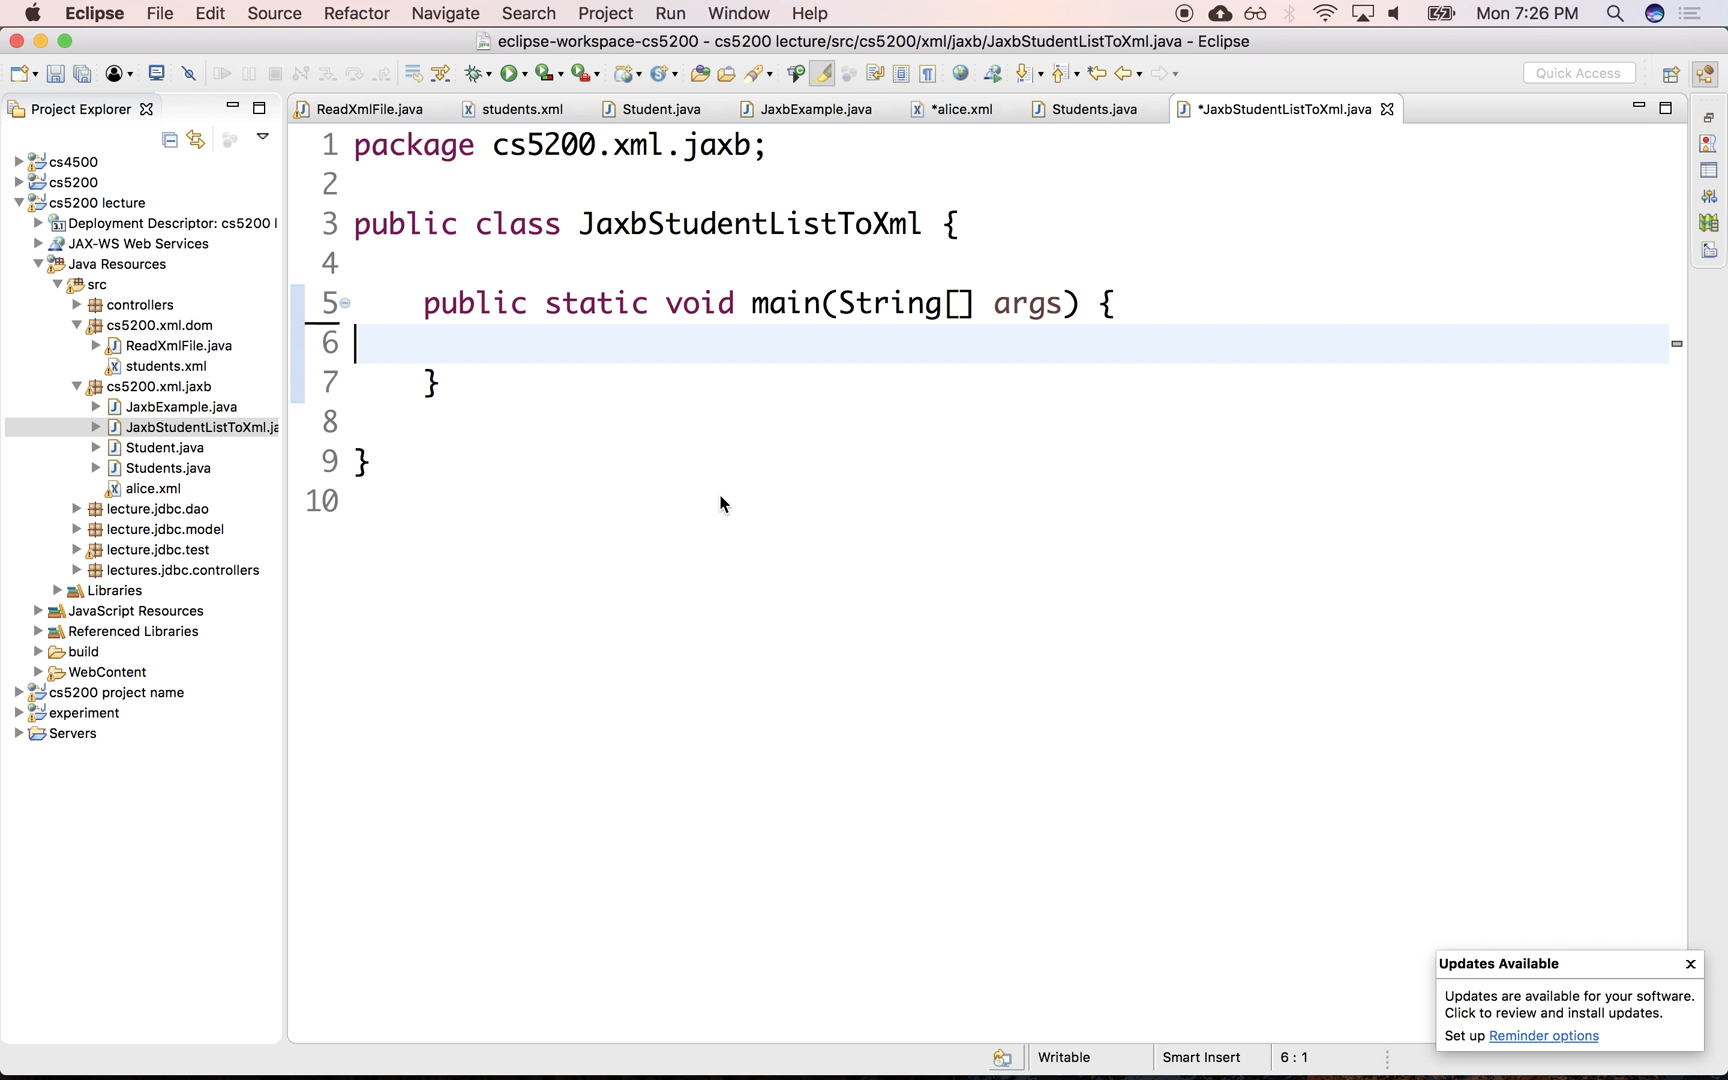 Eclipse File Edit Source Refactor Navigate Search Project Run Window Help Mon 7:26 PM
eclipse-workspace-cs5200 - cs5200 lecture/src/cs5200/xml/jaxb/JaxbStudentListToXml.java - Eclipse
Quick Access
Project Explorer
ReadXmlFile.java students.xml Student.java JaxbExample.java *alice.xml Students.java *JaxbStudentListToXml.java
cs4500
cs5200
cs5200 lecture
Deployment Descriptor: cs5200 l
JAX-WS Web Services
Java Resources
src
controllers
cs5200.xml.dom
ReadXmlFile.java
students.xml
cs5200.xml.jaxb
JaxbExample.java
JaxbStudentListToXml.ja
Student.java
Students.java
alice.xml
lecture.jdbc.dao
lecture.jdbc.model
lecture.jdbc.test
lectures.jdbc.controllers
Libraries
JavaScript Resources
Referenced Libraries
build
WebContent
cs5200 project name
experiment
Servers
1 package cs5200.xml.jaxb;
2
3 public class JaxbStudentListToXml {
4
5 public static void main(String[] args) {
6
7 }
8
9 }
10
Updates Available
Updates are available for your software.
Click to review and install updates.
Set up Reminder options
Writable Smart Insert 6 : 1